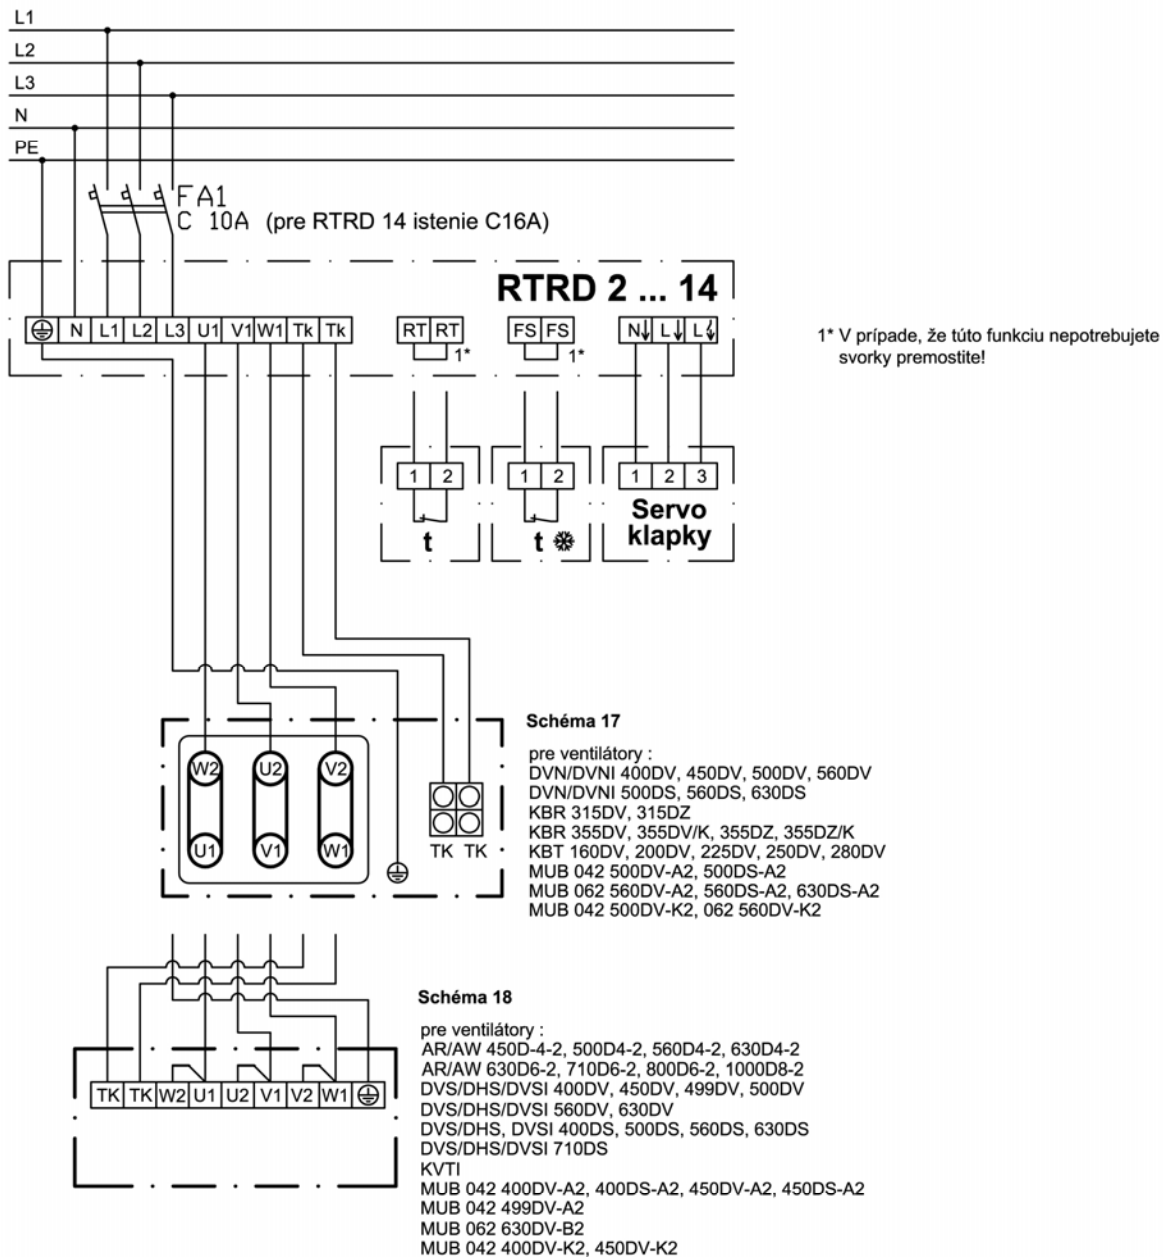 L1
L2
L3
N
PE
FA1
C 10A (pre RTRD 14 istenie C16A)
RTRD 2 ... 14
N L1 L2 L3 U1 V1 W1 Tk Tk
RT RT
FS FS
N L L
1*
1*
1* V prípade, že túto funkciu nepotrebujete
svorky premostite!
1 2
1 2
1 2 3
t
t
Servo
klapky
Schéma 17
pre ventilátory :
DVN/DVNI 400DV, 450DV, 500DV, 560DV
DVN/DVNI 500DS, 560DS, 630DS
KBR 315DV, 315DZ
KBR 355DV, 355DV/K, 355DZ, 355DZ/K
KBT 160DV, 200DV, 225DV, 250DV, 280DV
MUB 042 500DV-A2, 500DS-A2
MUB 062 560DV-A2, 560DS-A2, 630DS-A2
MUB 042 500DV-K2, 062 560DV-K2
W2 U2 V2
U1 V1 W1
TK TK
Schéma 18
pre ventilátory :
AR/AW 450D-4-2, 500D4-2, 560D4-2, 630D4-2
AR/AW 630D6-2, 710D6-2, 800D6-2, 1000D8-2
DVS/DHS/DVSI 400DV, 450DV, 499DV, 500DV
DVS/DHS/DVSI 560DV, 630DV
DVS/DHS, DVSI 400DS, 500DS, 560DS, 630DS
DVS/DHS/DVSI 710DS
KVTI
MUB 042 400DV-A2, 400DS-A2, 450DV-A2, 450DS-A2
MUB 042 499DV-A2
MUB 062 630DV-B2
MUB 042 400DV-K2, 450DV-K2
TK TK W2 U1 U2 V1 V2 W1